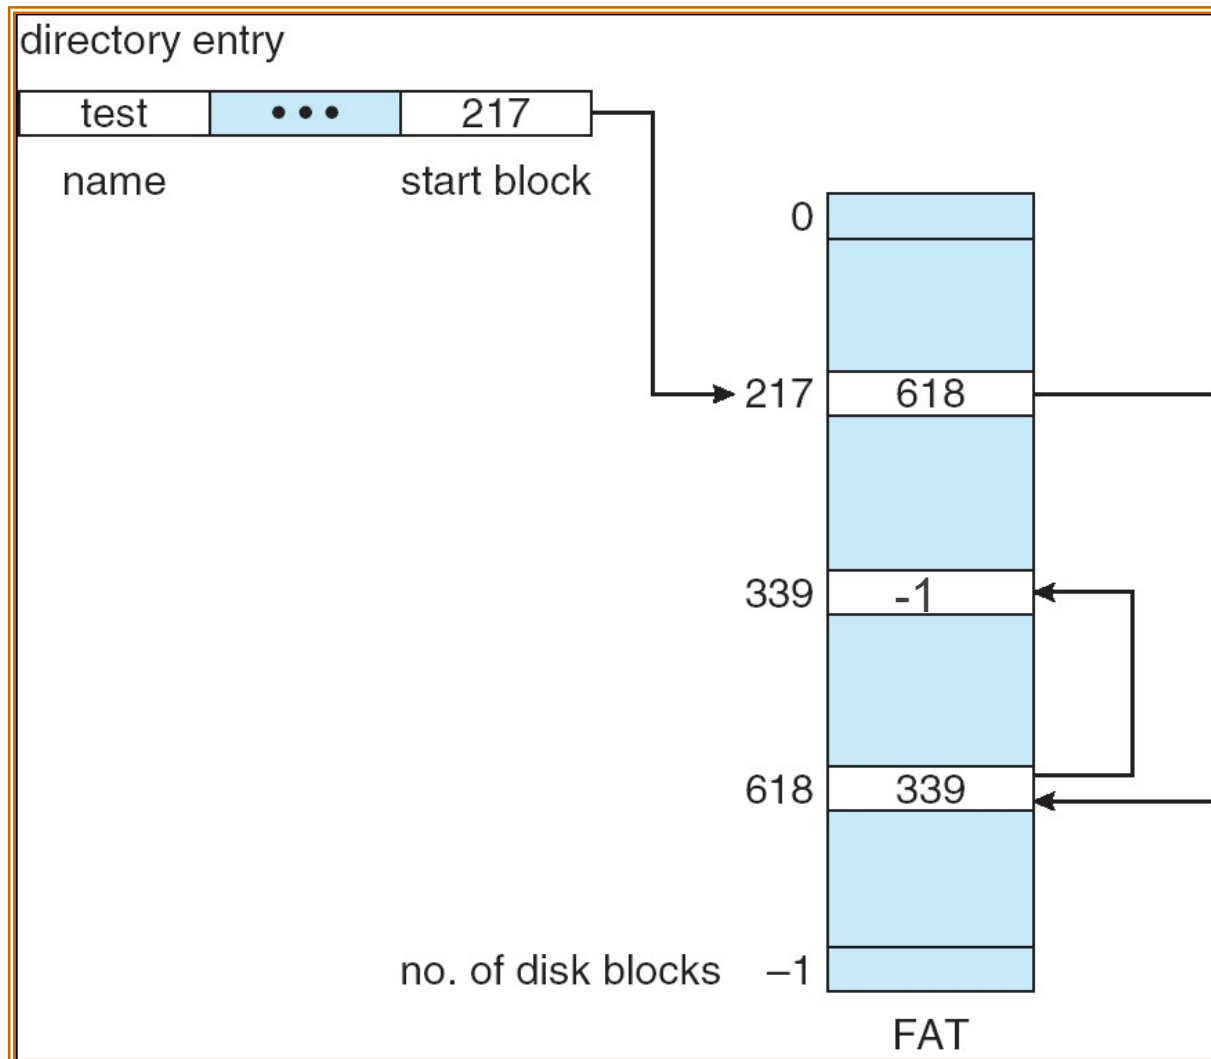 directory entry
test ••• 217
name start block
0
217 618
339 -1
618 339
no. of disk blocks –1
FAT